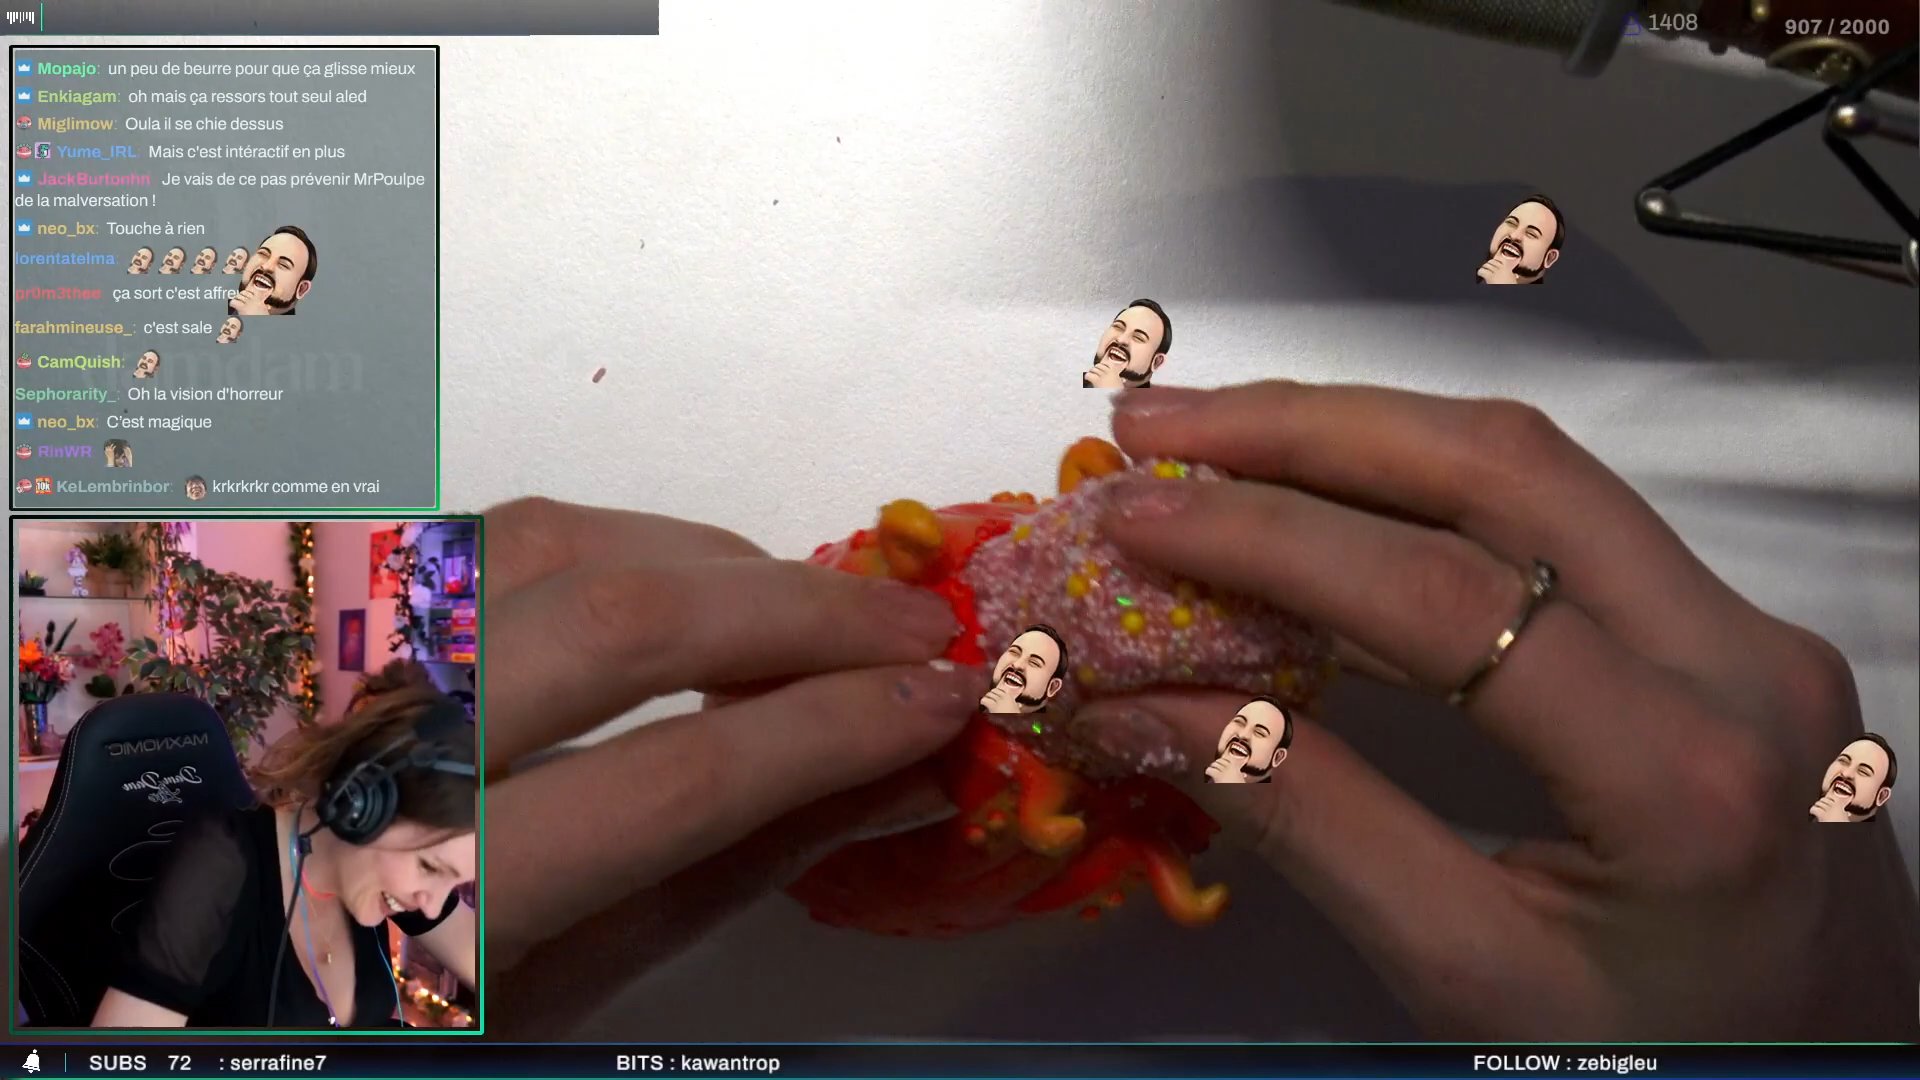 1408
907 / 2000
Mopajo: un peu de beurre pour que ça glisse mieux
Enkiagam: oh mais ça ressors tout seul aled
Miglimow: Oula il se chie dessus
Yume_IRL: Mais c'est intéractif en plus
JackBurtonhn: Je vais de ce pas prévenir MrPoulpe
de la malversation !
neo_bx: Touche à rien
lorentatelma:
pr0m3thee: ça sort c'est
farahmineuse_: c'est sale
CamQuish:
Sephorarity_: Oh la vision d'horreur
neo_bx: C'est magique
RinWR:
KeLembrinbor: krkrkrkr comme en vrai
MAXNOMIC
DamDam
SUBS 72 : serrafine7
BITS : kawantrop
FOLLOW : zebigleu